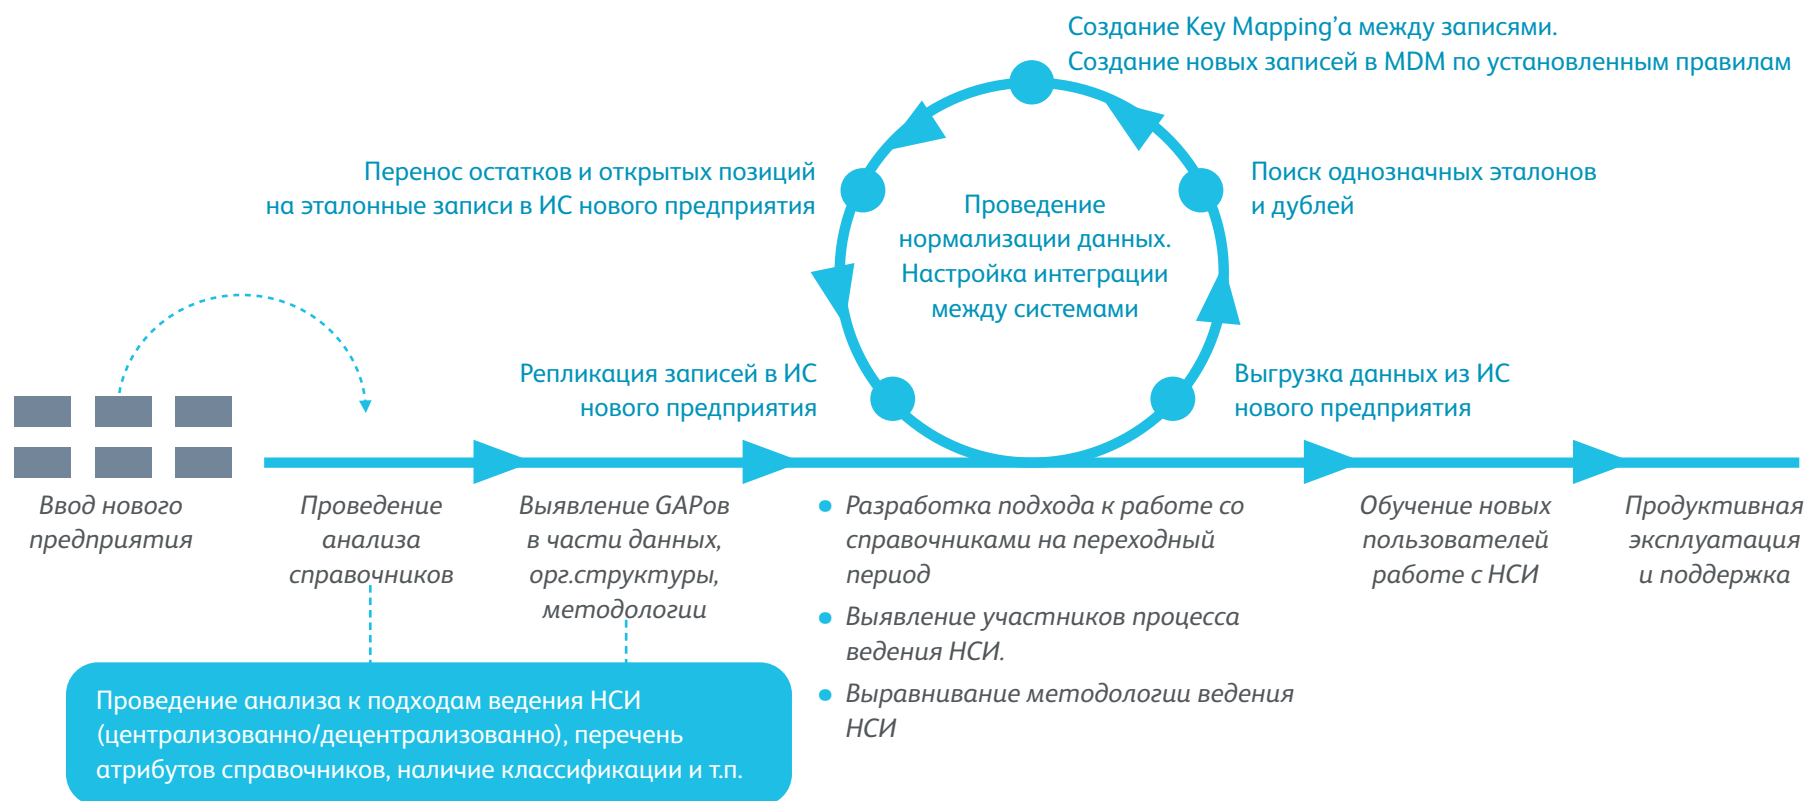 Создание Key Mapping’а между записями.
Создание новых записей в MDM по установленным правилам
Перенос остатков и открытых позиций
на эталонные записи в ИС нового предприятия
Поиск однозначных эталонов
и дублей
Проведение
нормализации данных.
Настройка интеграции
между системами
Репликация записей в ИС
нового предприятия
Выгрузка данных из ИС
нового предприятия
Ввод нового
предприятия
Проведение
анализа
справочников
Выявление GAPов
в части данных,
орг.структуры,
методологии
Разработка подхода к работе со
справочниками на переходный
период
Выявление участников процесса
ведения НСИ.
Выравнивание методологии ведения
НСИ
Обучение новых
пользователей
работе с НСИ
Продуктивная
эксплуатация
и поддержка
Проведение анализа к подходам ведения НСИ
(централизованно/децентрализованно), перечень
атрибутов справочников, наличие классификации и т.п.